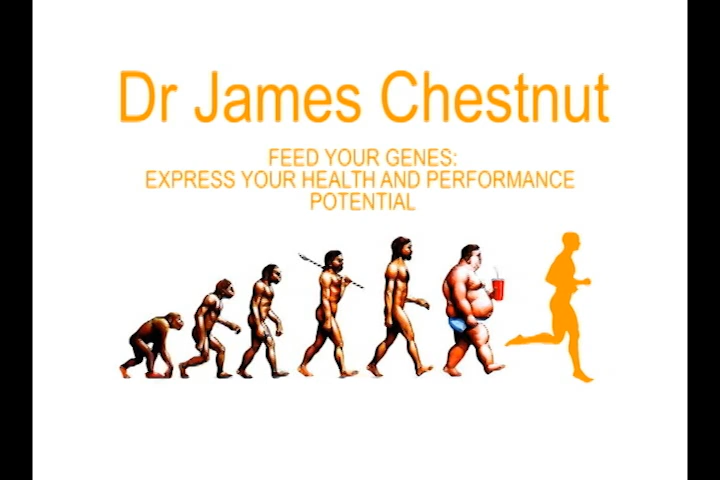 Dr James Chestnut
FEED YOUR GENES:
EXPRESS YOUR HEALTH AND PERFORMANCE
POTENTIAL